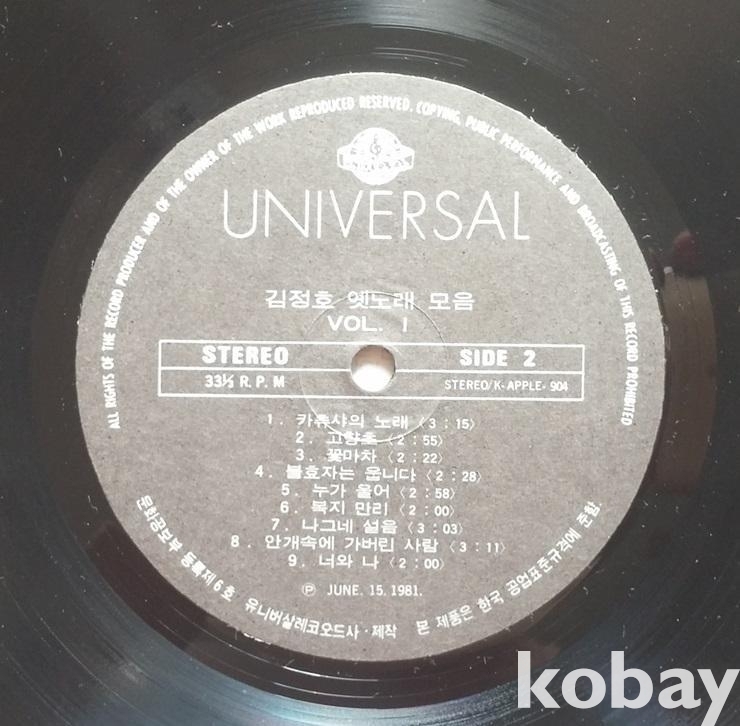 ALL RIGHTS OF THE RECORD PRODUCER AND OF THE OWNER OF THE WORK REPRODUCED RESERVED. COPYING, PUBLIC PERFORMANCE AND BROADCASTING OF THIS RECORD PROHIBITED
UNIVERSAL
김정호 옛노래 모음
VOL. I
STEREO
SIDE 2
33⅓ R.P.M
STEREO/K-APPLE-904
1. 카츄샤의 노래 〈3:15〉
2. 고향초 〈2:55〉
3. 꽃마차 〈2:22〉
4. 불효자는 웁니다 〈2:28〉
5. 누가 울어 〈2:58〉
6. 복지 만리 〈2:00〉
7. 나그네 설음 〈3:03〉
8. 안개속에 가버린 사람 〈3:11〉
9. 너와 나 〈2:00〉
Ⓟ JUNE. 15. 1981.
문화공보부 등록제6호 유니버샬레코오드사·제작 본 제품은 한국 공업표준규격에 준함.
kobay